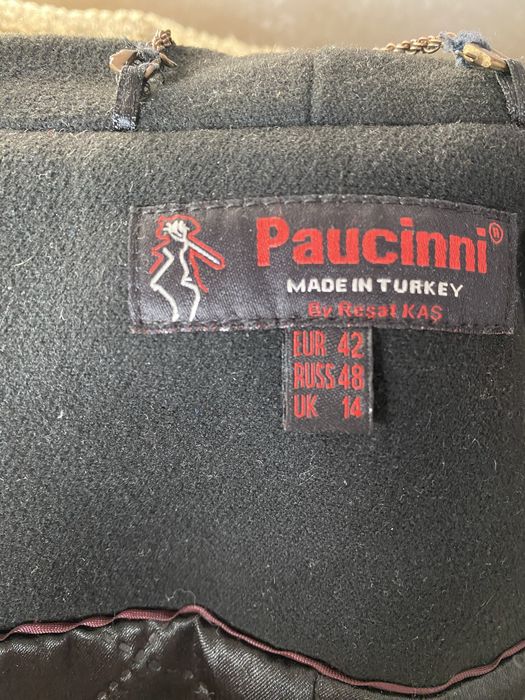 Paucinni®
MADE IN TURKEY
By Reşat KAŞ
EUR 42
RUSS 48
UK 14